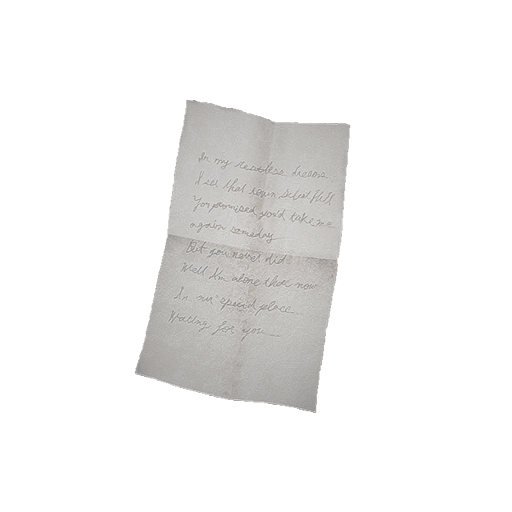 In my restless dreams
I see that town Silent Hill
You promised you'd take me
again someday
but you never did
Well I'm alone there now
In our special place
Waiting for you